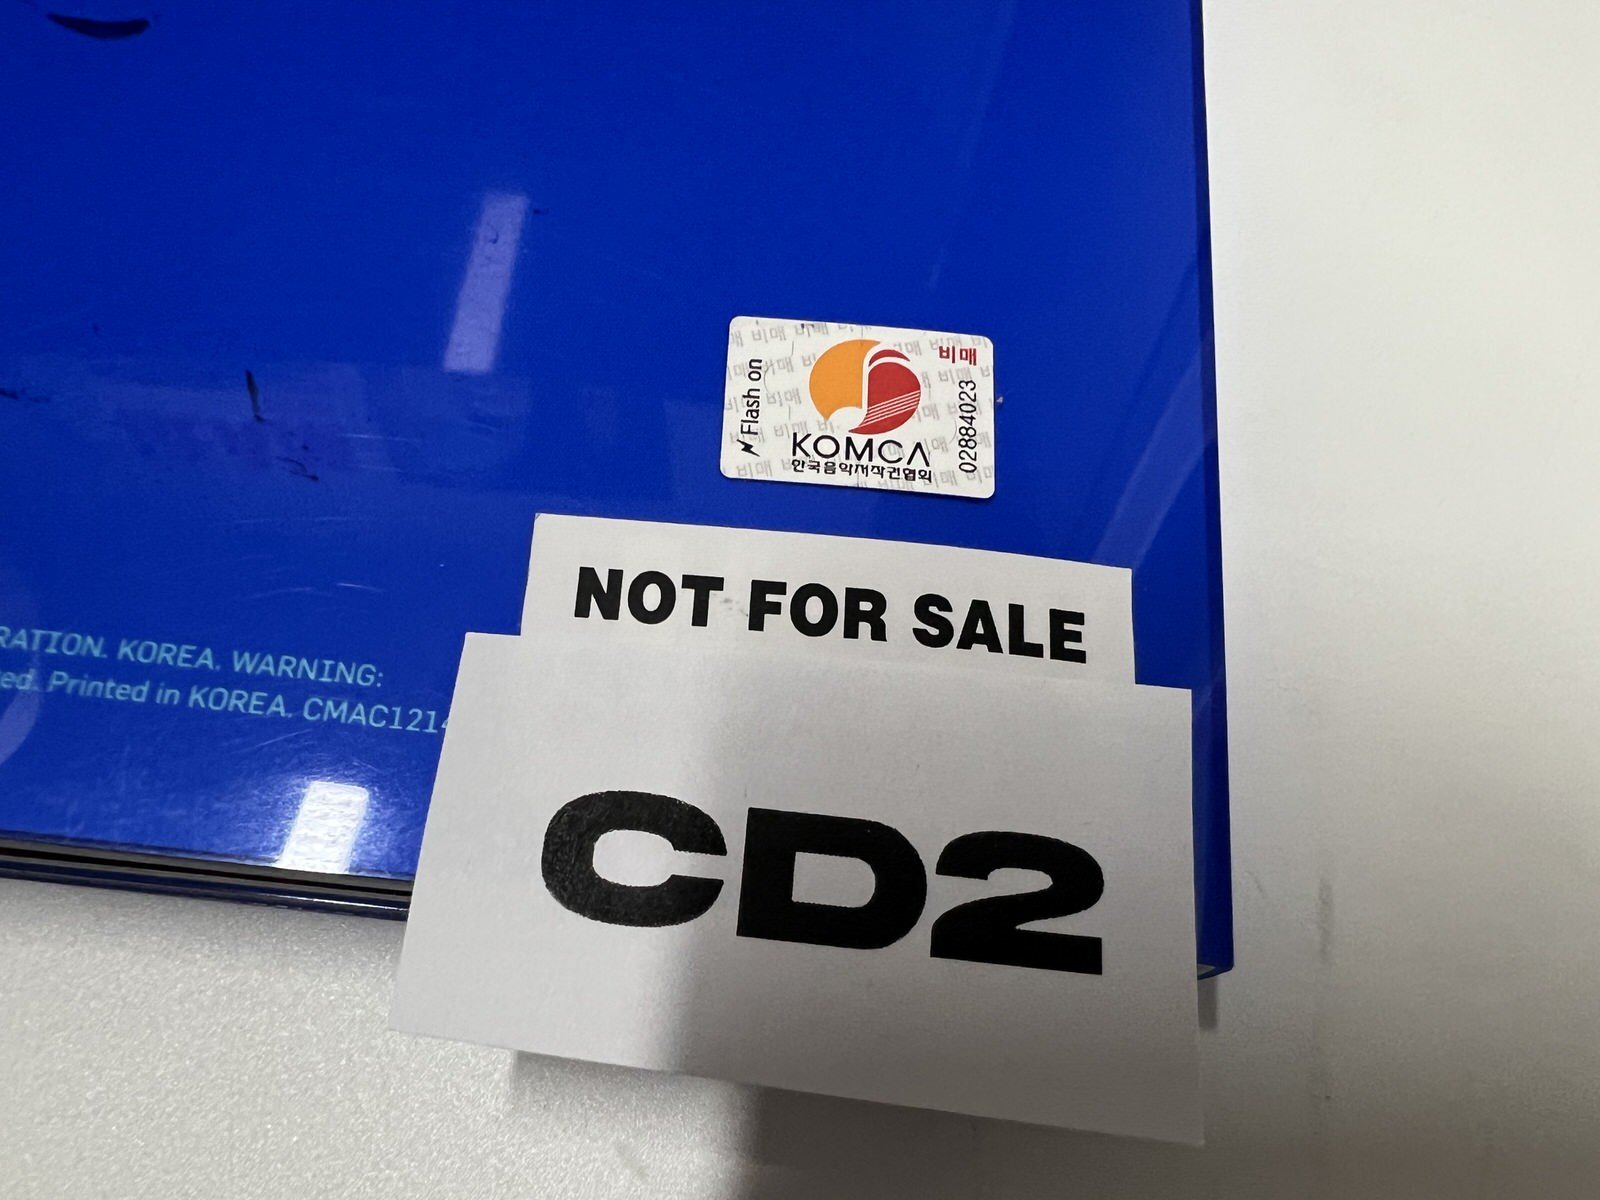 Flash on
비매
KOMCA
한국음악저작권협회
02884023
NOT FOR SALE
RATION. KOREA. WARNING:
ed. Printed in KOREA. CMAC1214
CD2